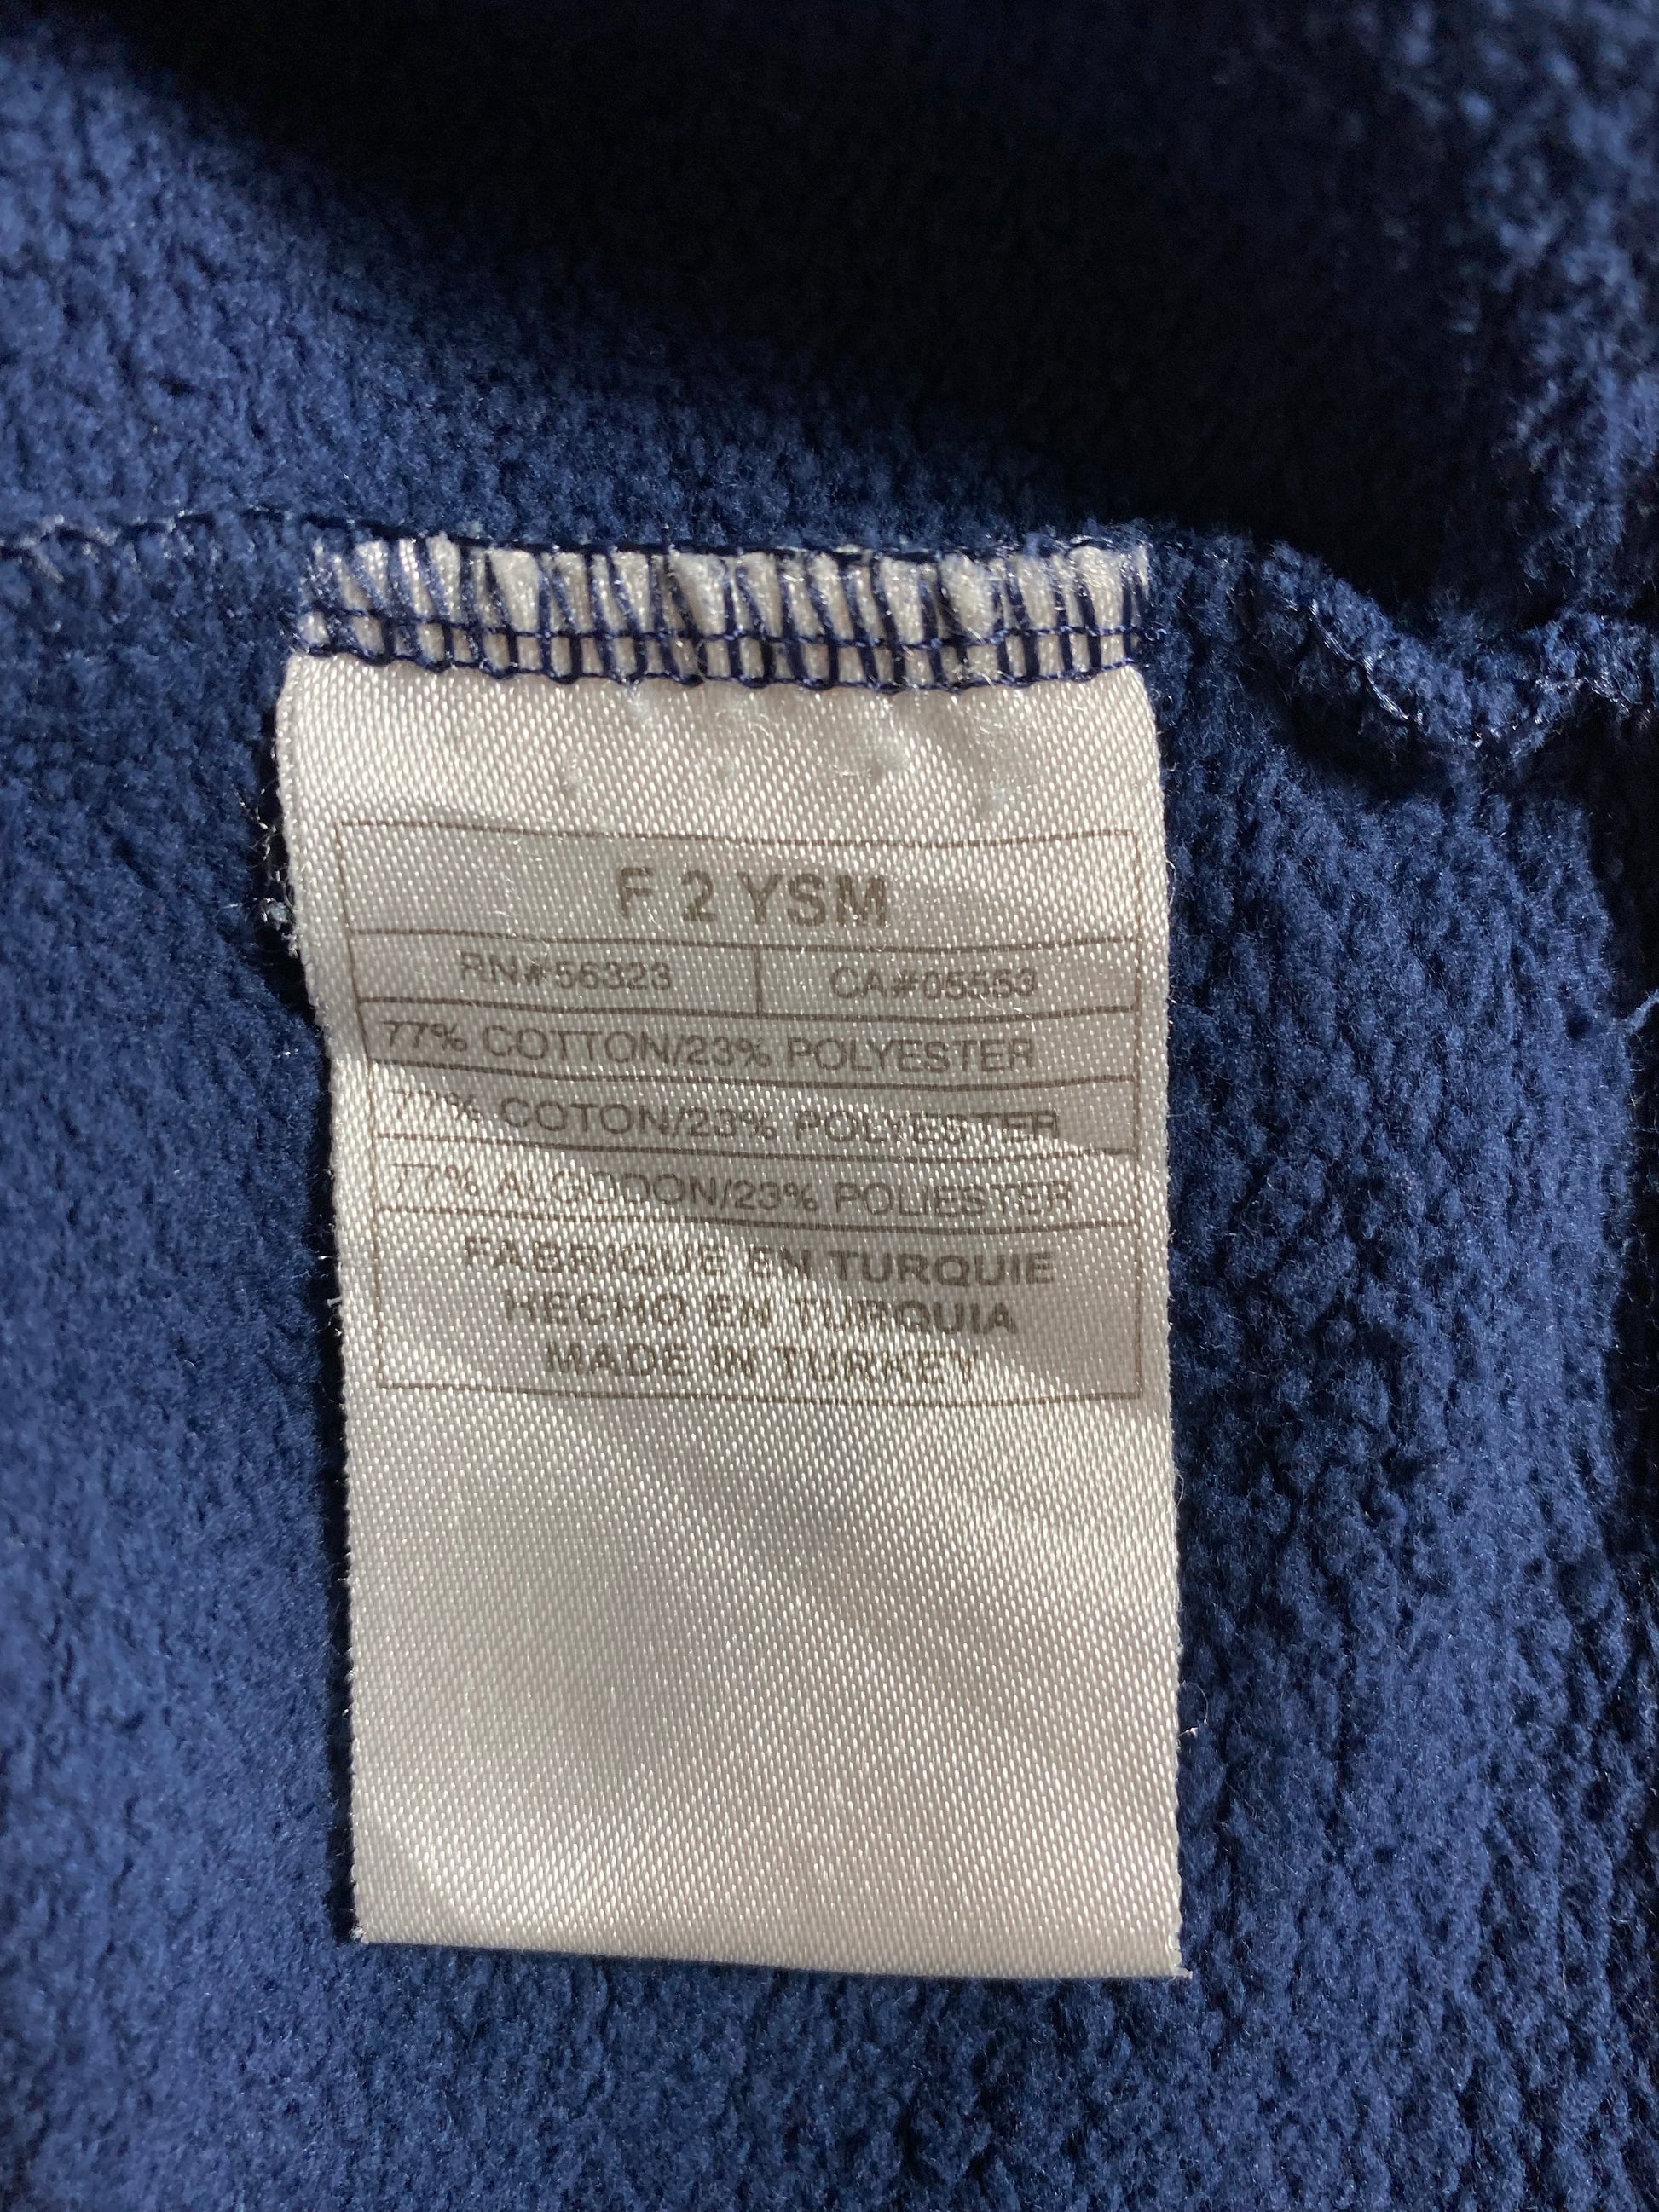 F 2 YSM
RN#56323 CA#05553
77% COTTON/23% POLYESTER
77% COTON/23% POLYESTER
77% ALGODON/23% POLIESTER
FABRIQUE EN TURQUIE
HECHO EN TURQUIA
MADE IN TURKEY